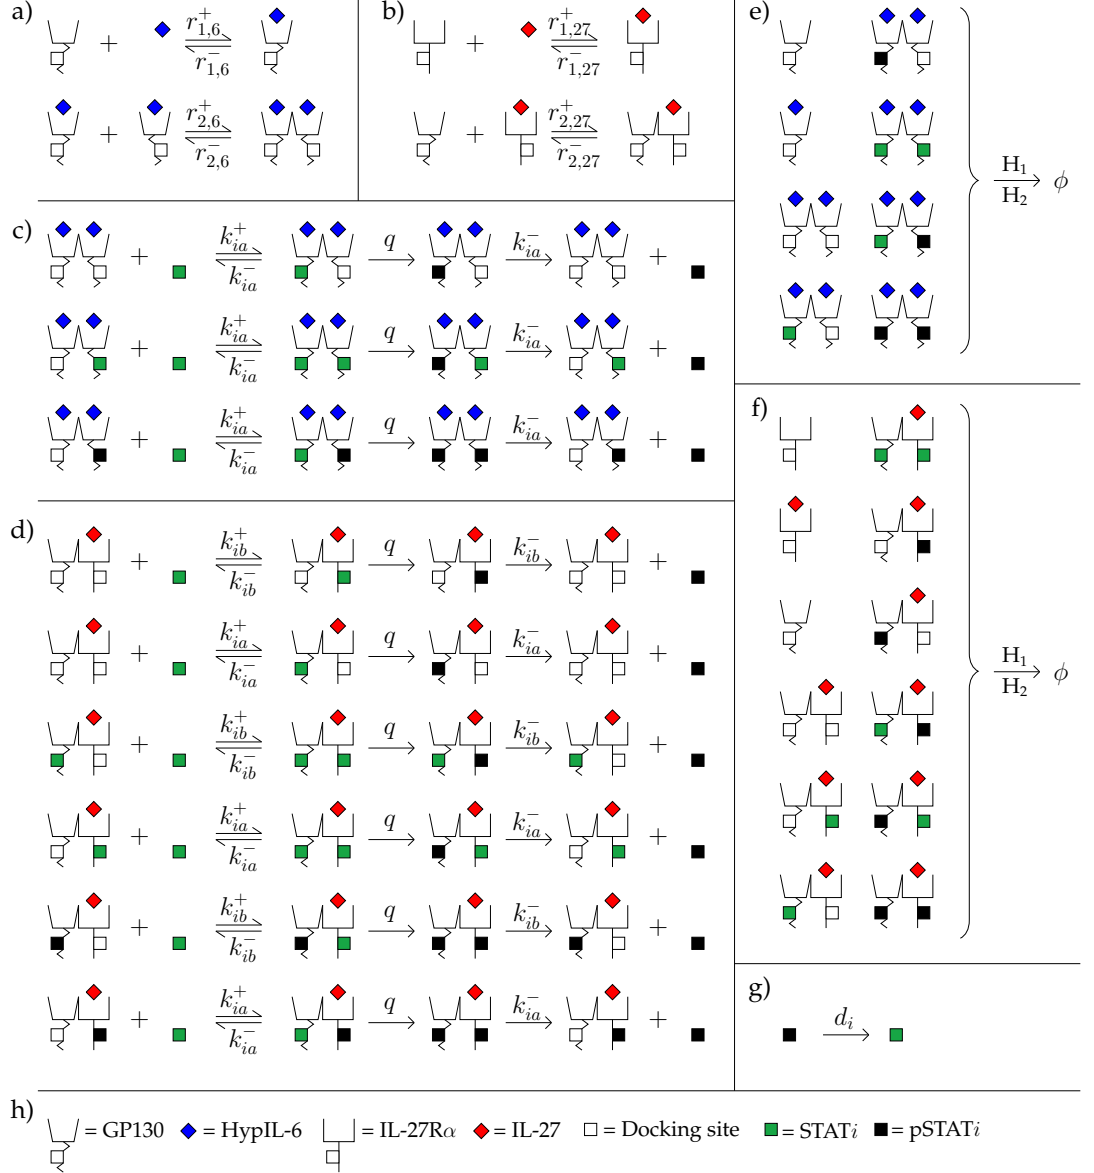 a)
+ r⁺₁,₆ r⁻₁,₆
+ r⁺₂,₆ r⁻₂,₆
b)
+ r⁺₁,₂₇ r⁻₁,₂₇
+ r⁺₂,₂₇ r⁻₂,₂₇
c)
+ k⁺ᵢₐ k⁻ᵢₐ q k⁻ᵢₐ +
+ k⁺ᵢₐ k⁻ᵢₐ q k⁻ᵢₐ +
+ k⁺ᵢₐ k⁻ᵢₐ q k⁻ᵢₐ +
d)
+ k⁺_{ib} k⁻_{ib} q k⁻_{ib} +
+ k⁺ᵢₐ k⁻ᵢₐ q k⁻ᵢₐ +
+ k⁺_{ib} k⁻_{ib} q k⁻_{ib} +
+ k⁺ᵢₐ k⁻ᵢₐ q k⁻ᵢₐ +
+ k⁺_{ib} k⁻_{ib} q k⁻_{ib} +
+ k⁺ᵢₐ k⁻ᵢₐ q k⁻ᵢₐ +
e)
H₁ H₂ → ϕ
f)
H₁ H₂ → ϕ
g)
dᵢ
h)
= GP130 = HypIL-6 = IL-27Rα = IL-27 = Docking site = STATi = pSTATi